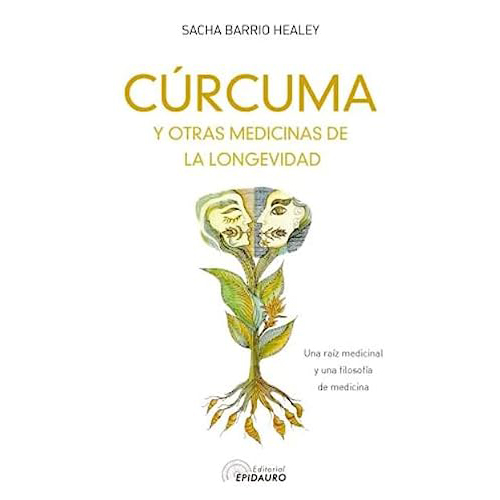 SACHA BARRIO HEALEY
CÚRCUMA
Y OTRAS MEDICINAS DE
LA LONGEVIDAD
Una raíz medicinal
y una filosofía
de medicina
Editorial
EPIDAURO